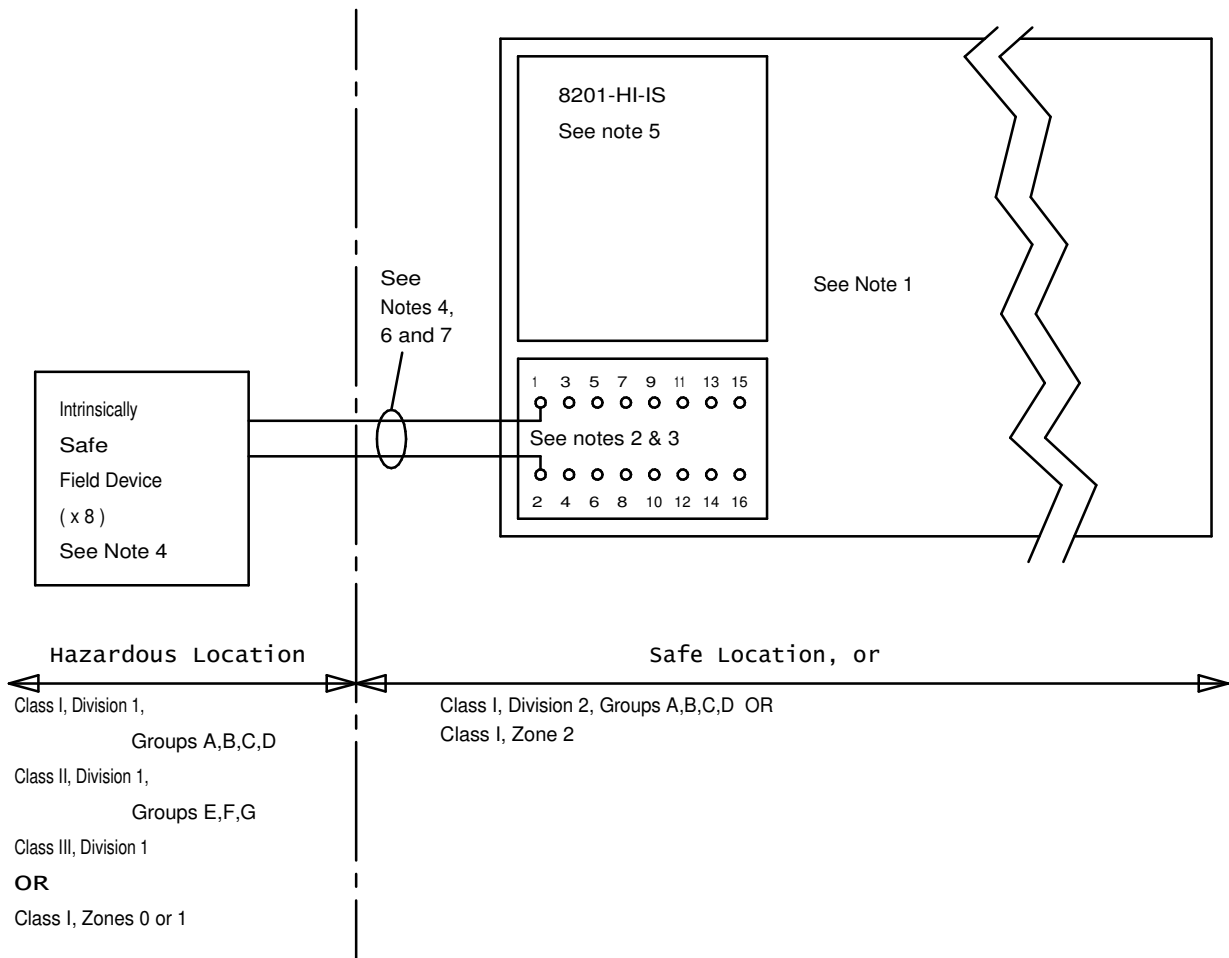 8201-HI-IS
See note 5
See Note 1
See
Notes 4,
6 and 7
Intrinsically
Safe
Field Device
( x 8 )
See Note 4
1 3 5 7 9 11 13 15
See notes 2 & 3
2 4 6 8 10 12 14 16
Hazardous Location
Safe Location, or
Class I, Division 1,
Groups A,B,C,D
Class II, Division 1,
Groups E,F,G
Class III, Division 1
OR
Class I, Zones 0 or 1
Class I, Division 2, Groups A,B,C,D OR
Class I, Zone 2